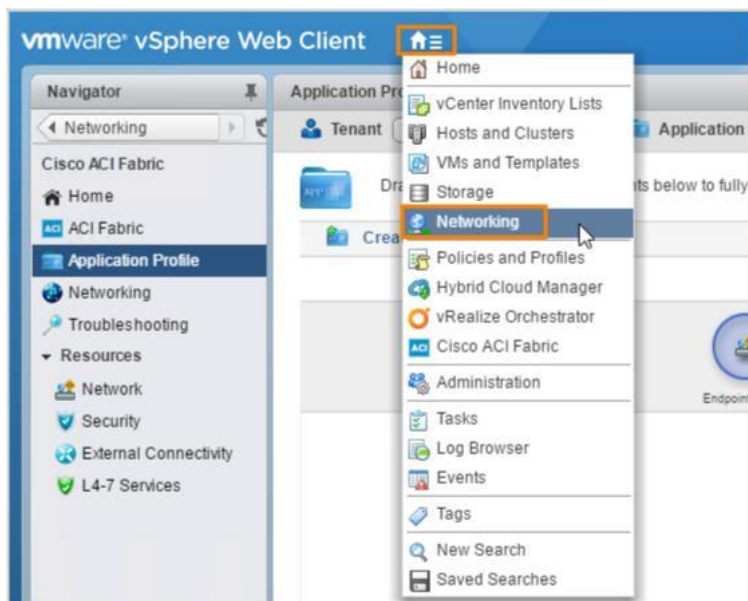 vmware® vSphere Web Client
Navigator
Networking
Cisco ACI Fabric
Home
ACI Fabric
Application Profile
Networking
Troubleshooting
Resources
Network
Security
External Connectivity
L4-7 Services
Application Pro
Tenant
Application
Dra
ts below to fully
Crea
Endpoint
Home
vCenter Inventory Lists
Hosts and Clusters
VMs and Templates
Storage
Networking
Policies and Profiles
Hybrid Cloud Manager
vRealize Orchestrator
ACI Cisco ACI Fabric
Administration
Tasks
Log Browser
Events
Tags
New Search
Saved Searches